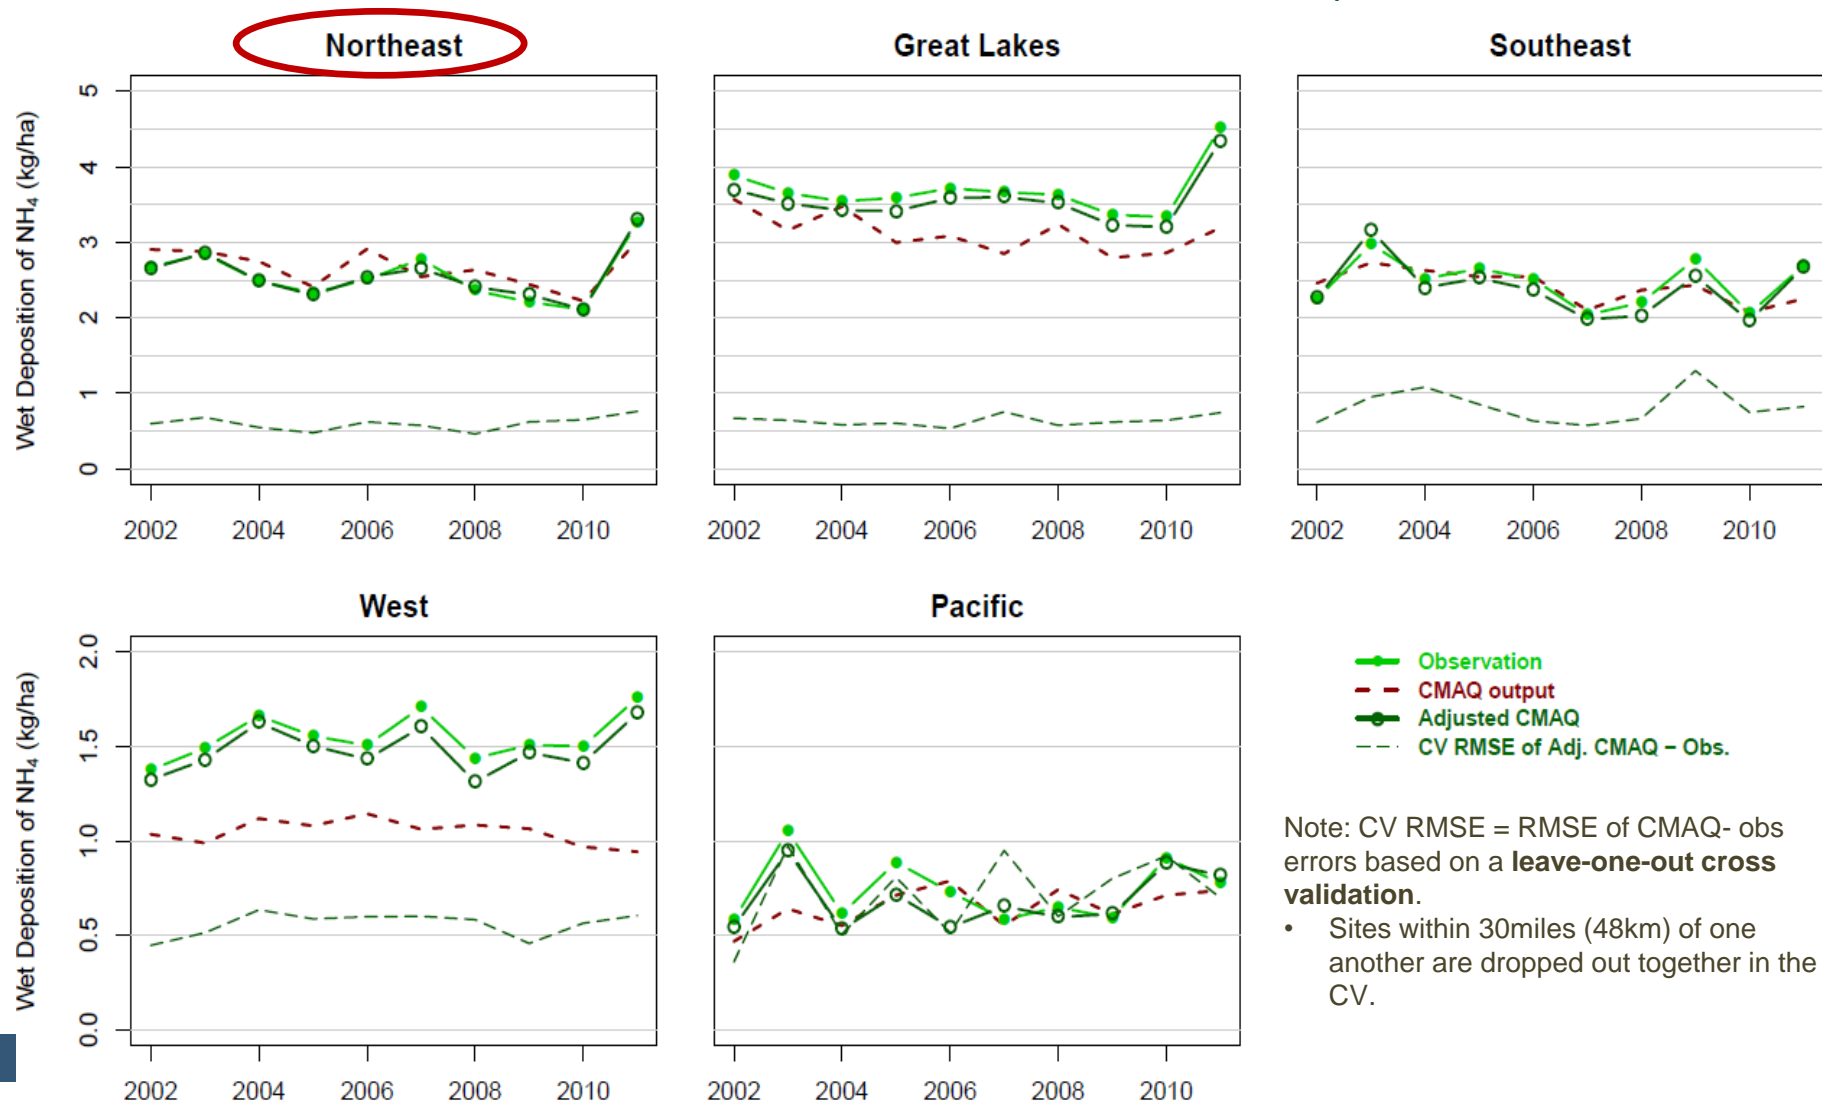 Northeast
Great Lakes
Southeast
Wet Deposition of NH4 (kg/ha)
5
4
3
2
1
0
2002 2004 2006 2008 2010
2002 2004 2006 2008 2010
2002 2004 2006 2008 2010
West
Pacific
Wet Deposition of NH4 (kg/ha)
2.0
1.5
1.0
0.5
0.0
2002 2004 2006 2008 2010
2002 2004 2006 2008 2010
Observation
CMAQ output
Adjusted CMAQ
CV RMSE of Adj. CMAQ − Obs.
Note: CV RMSE = RMSE of CMAQ- obs
errors based on a leave-one-out cross
validation.
• Sites within 30miles (48km) of one
another are dropped out together in the
CV.